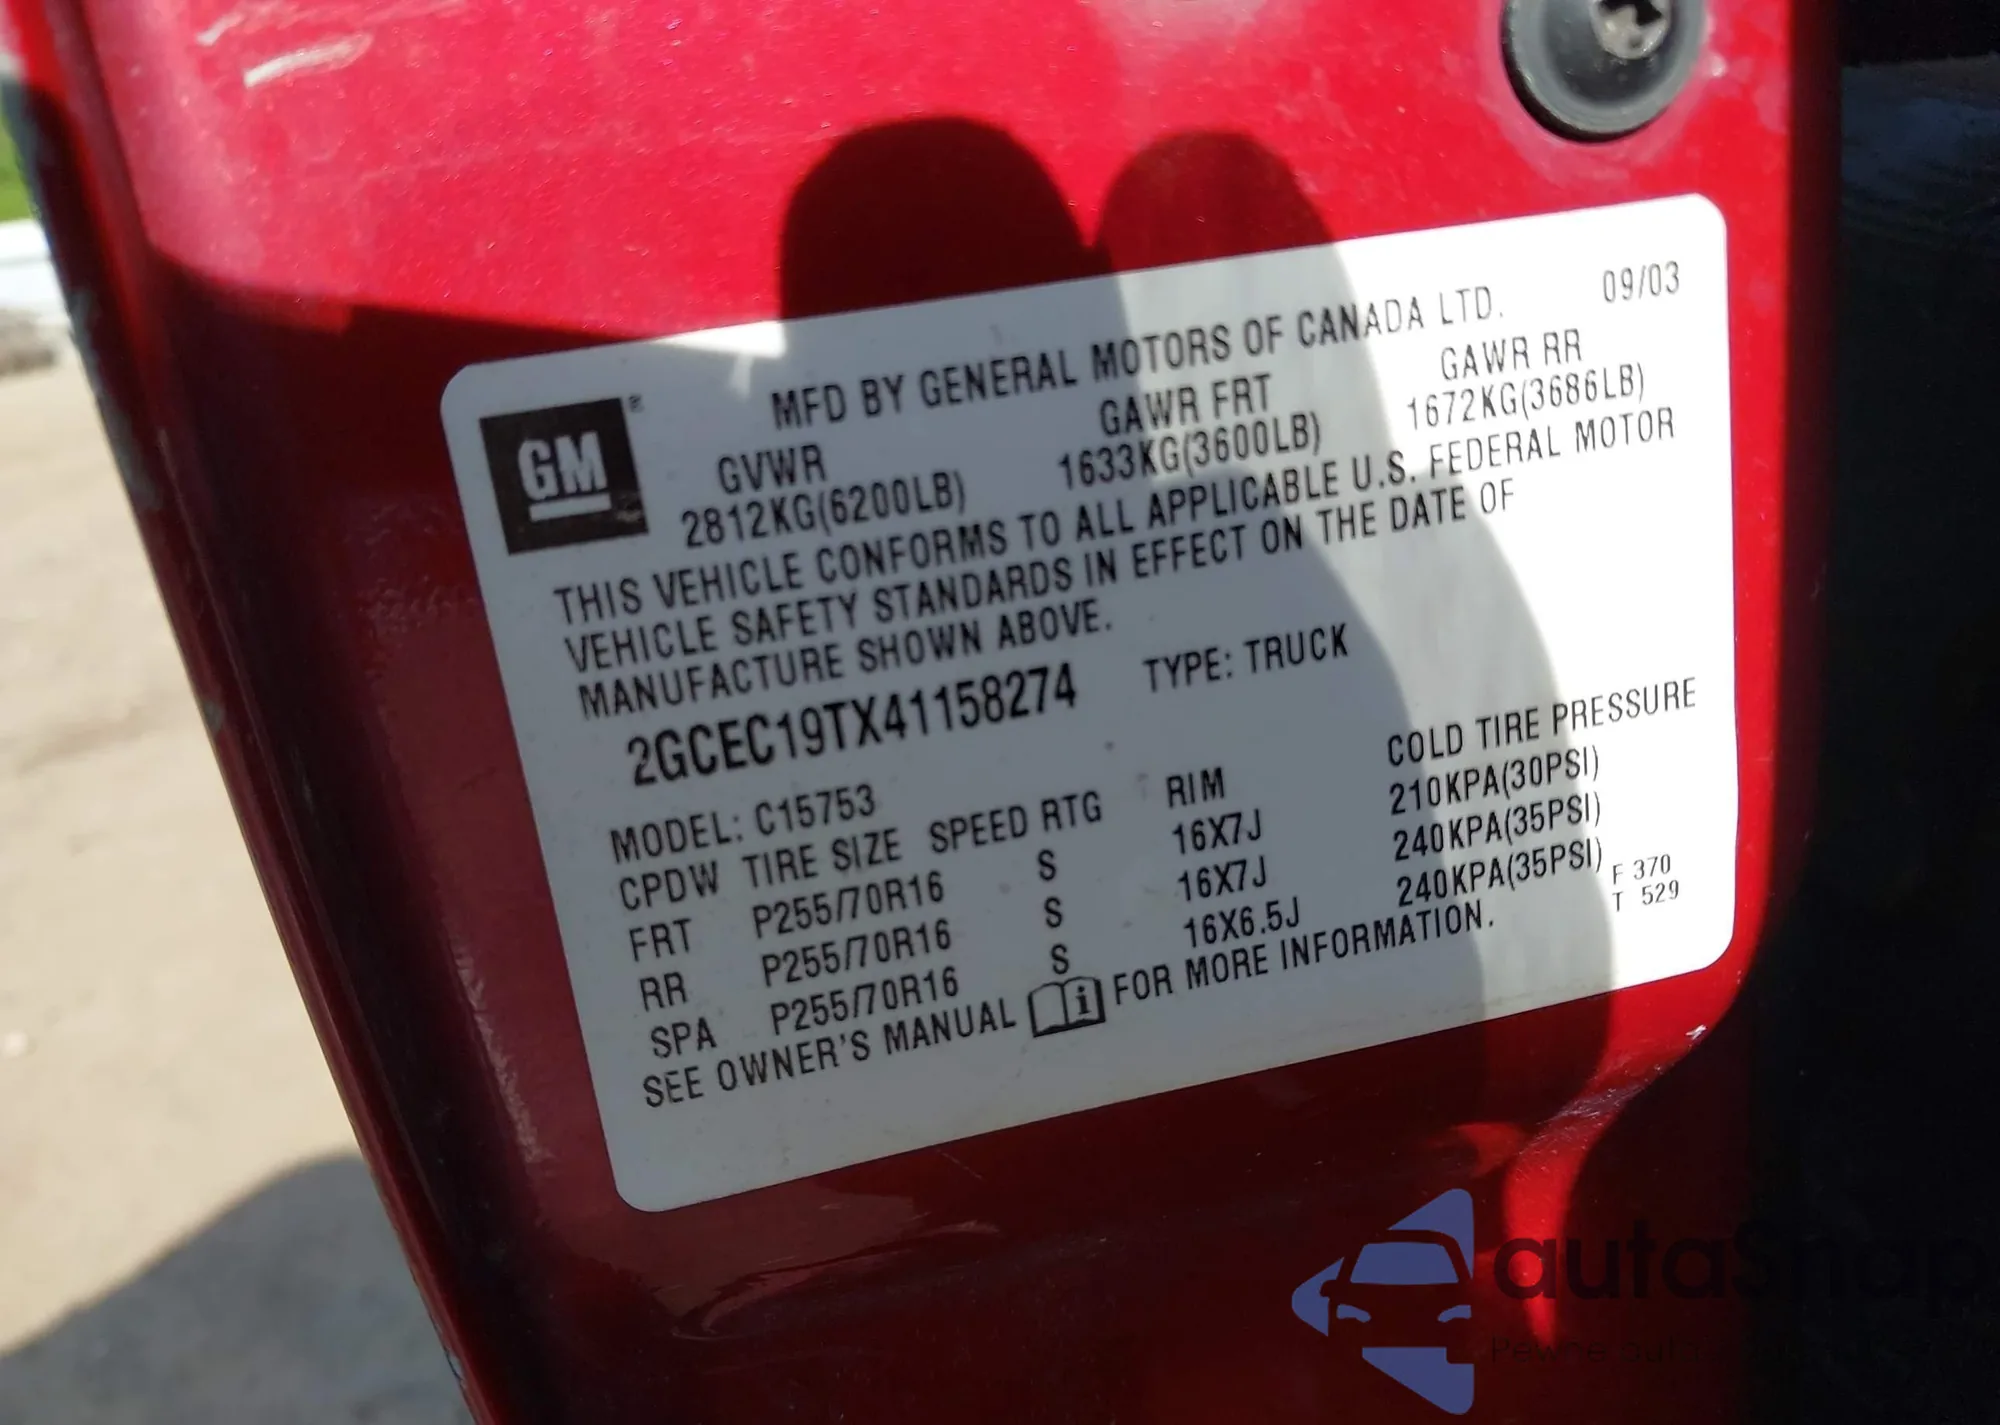 MFD BY GENERAL MOTORS OF CANADA LTD. 09/03
GM ®
GVWR GAWR FRT GAWR RR
2812KG(6200LB) 1633KG(3600LB) 1672KG(3686LB)
THIS VEHICLE CONFORMS TO ALL APPLICABLE U.S. FEDERAL MOTOR
VEHICLE SAFETY STANDARDS IN EFFECT ON THE DATE OF
MANUFACTURE SHOWN ABOVE.
2GCEC19TX41158274 TYPE: TRUCK
MODEL: C15753
CPDW TIRE SIZE SPEED RTG RIM COLD TIRE PRESSURE
FRT P255/70R16 S 16X7J 210KPA(30PSI)
RR P255/70R16 S 16X7J 240KPA(35PSI)
SPA P255/70R16 S 16X6.5J 240KPA(35PSI)
F 370
T 529
SEE OWNER'S MANUAL FOR MORE INFORMATION.
autaSnap